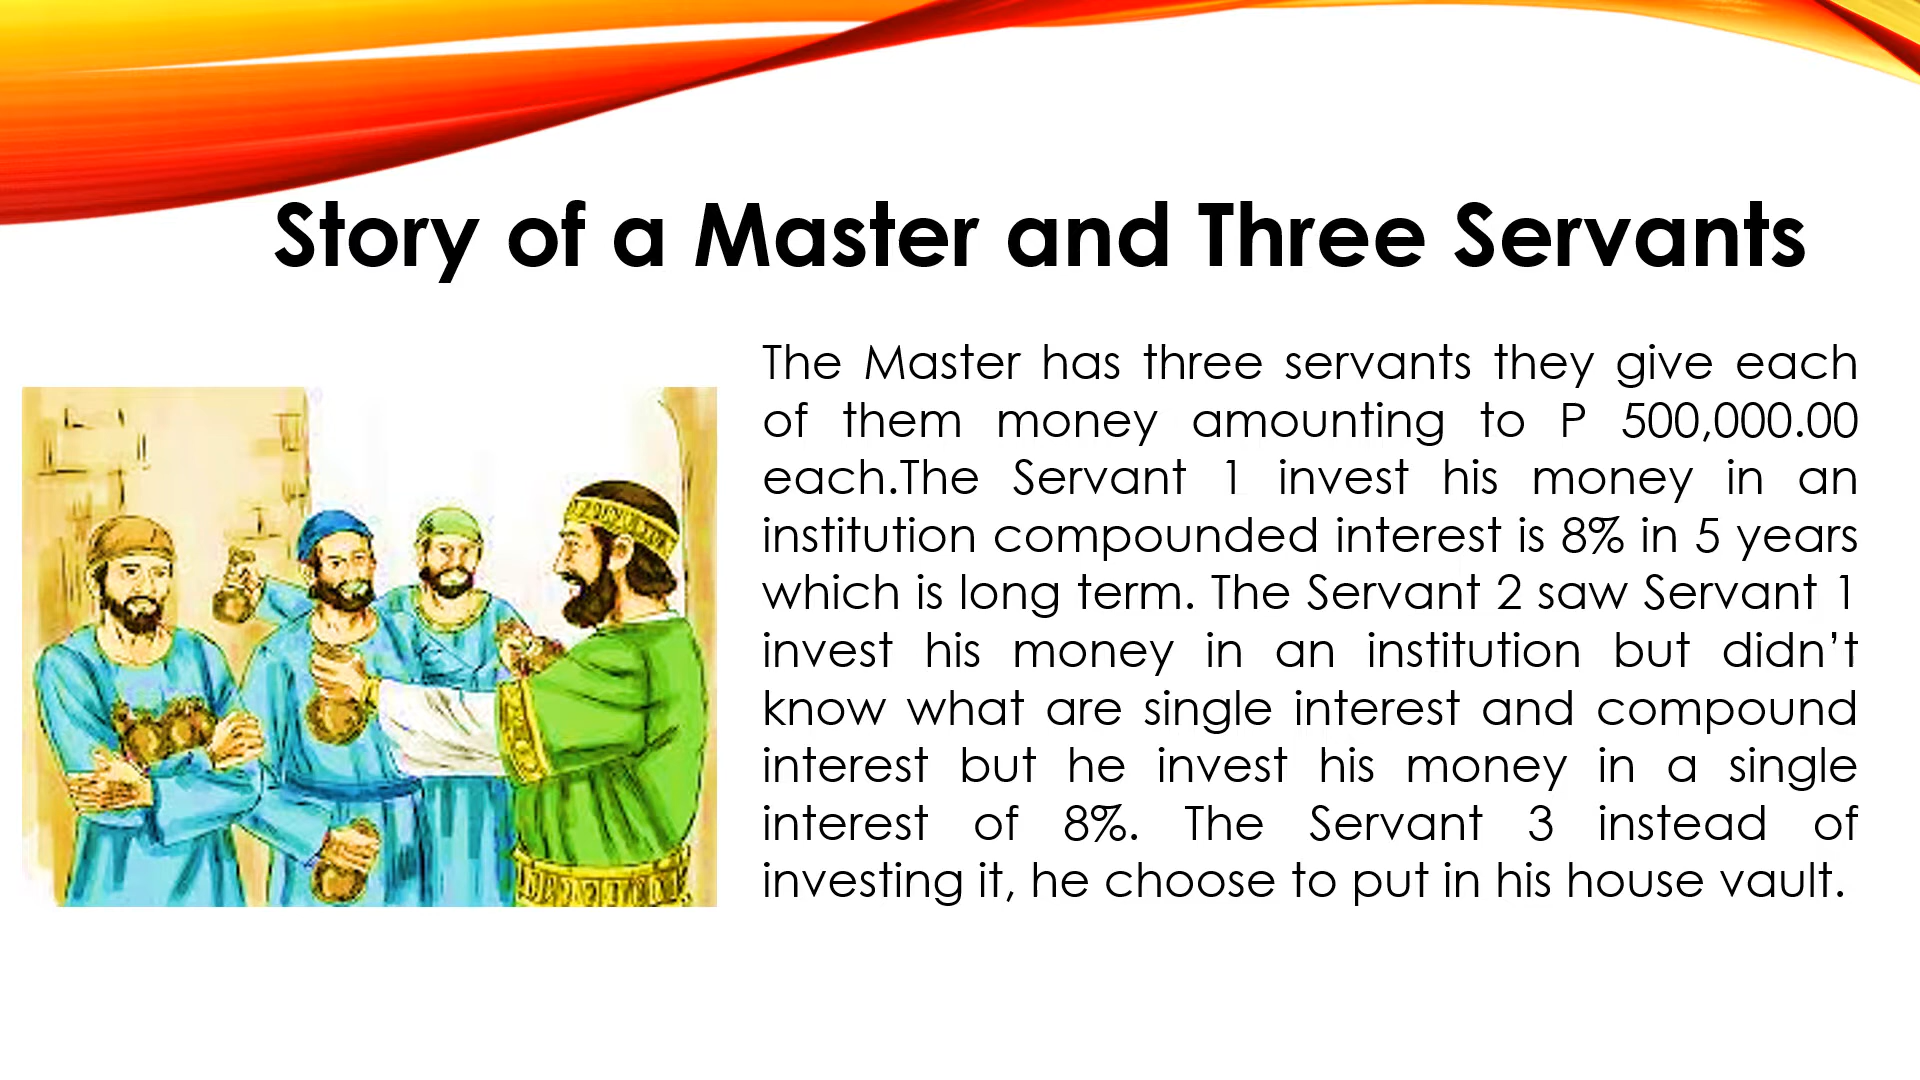 Story of a Master and Three Servants
The Master has three servants they give each
of them money amounting to P 500,000.00
each.The Servant 1 invest his money in an
institution compounded interest is 8% in 5 years
which is long term. The Servant 2 saw Servant 1
invest his money in an institution but didn’t
know what are single interest and compound
interest but he invest his money in a single
interest of 8%. The Servant 3 instead of
investing it, he choose to put in his house vault.